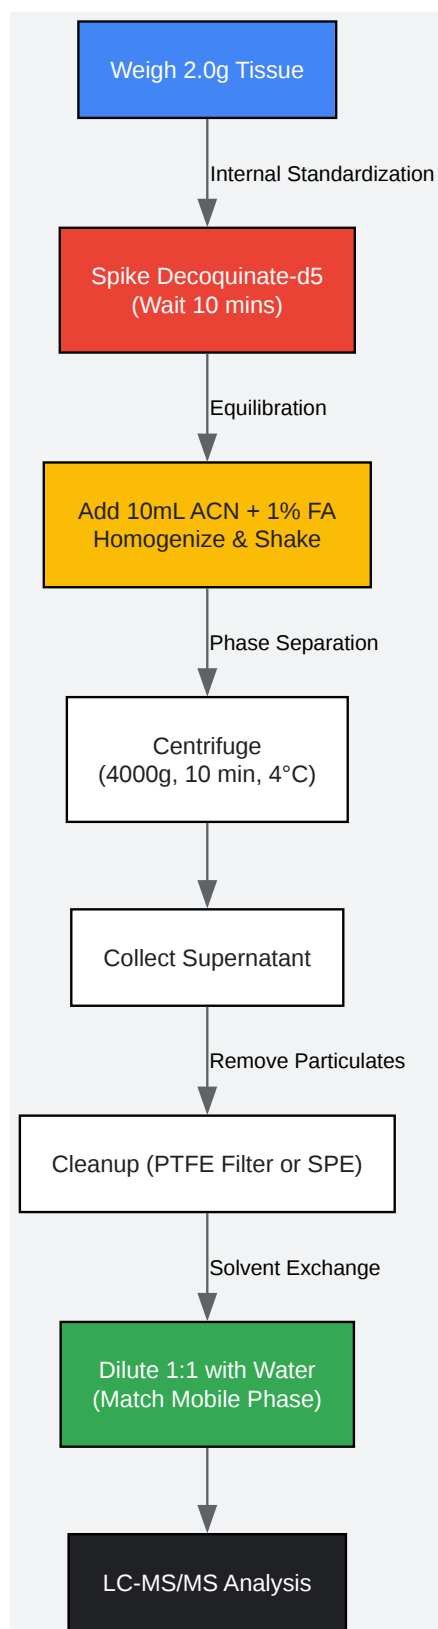 Weigh 2.0g Tissue
Internal Standardization
Spike Decoquinate-d5
(Wait 10 mins)
Equilibration
Add 10mL ACN + 1% FA
Homogenize & Shake
Phase Separation
Centrifuge
(4000g, 10 min, 4°C)
Collect Supernatant
Remove Particulates
Cleanup (PTFE Filter or SPE)
Solvent Exchange
Dilute 1:1 with Water
(Match Mobile Phase)
LC-MS/MS Analysis